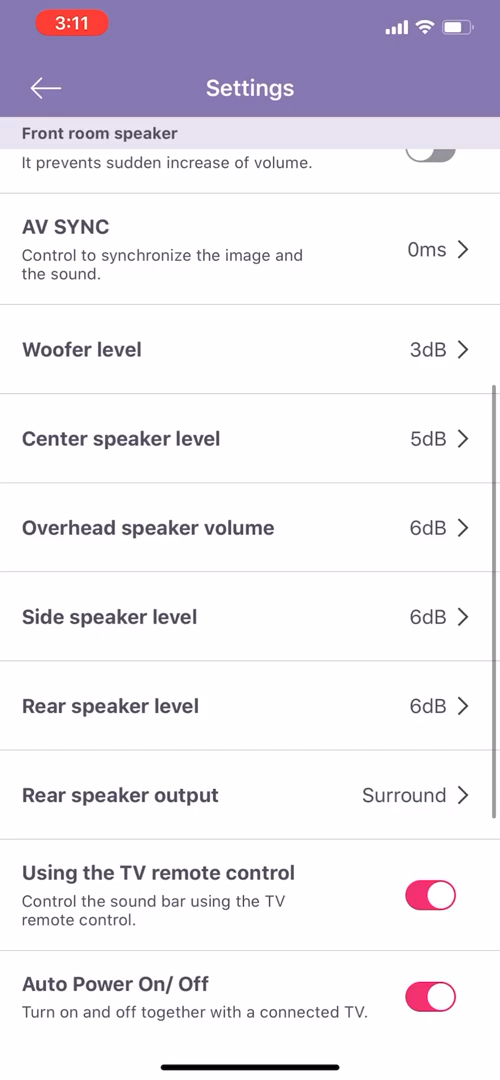 3:11
Settings
Front room speaker
It prevents sudden increase of volume.
AV SYNC
Control to synchronize the image and
the sound.
0ms
Woofer level
3dB
Center speaker level
5dB
Overhead speaker volume
6dB
Side speaker level
6dB
Rear speaker level
6dB
Rear speaker output
Surround
Using the TV remote control
Control the sound bar using the TV
remote control.
Auto Power On/ Off
Turn on and off together with a connected TV.